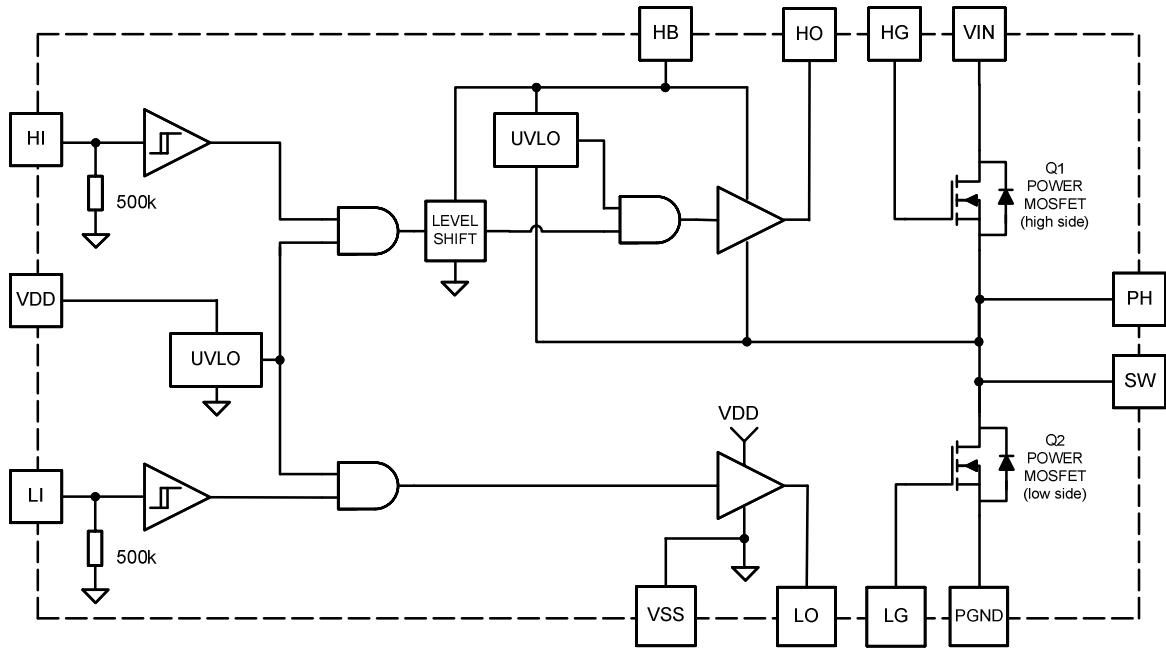 HB
HO
HG
VIN
HI
500k
UVLO
Q1
POWER
MOSFET
(high side)
LEVEL
SHIFT
VDD
PH
UVLO
SW
VDD
Q2
POWER
MOSFET
(low side)
LI
500k
VSS
LO
LG
PGND